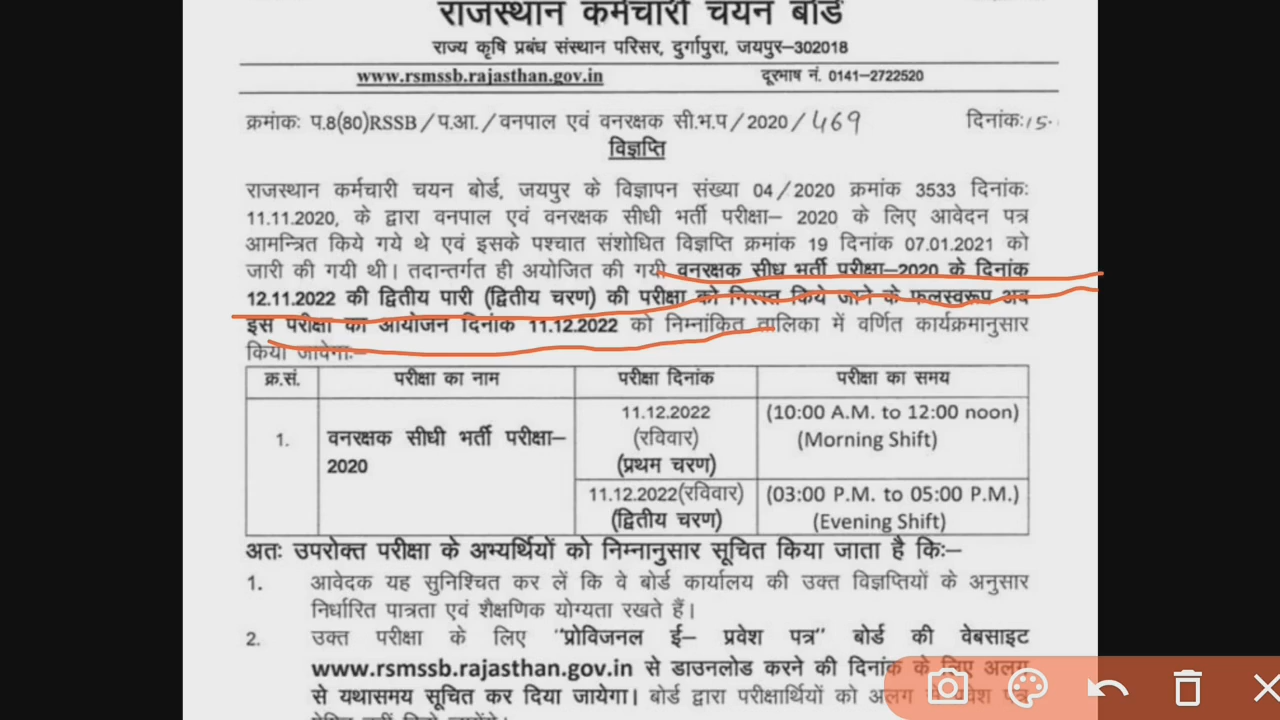 राजस्थान कर्मचारी चयन बोर्ड
राज्य कृषि प्रबंध संस्थान परिसर, दुर्गापुरा, जयपुर–302018
www.rsmssb.rajasthan.gov.in दूरभाष नं. 0141–2722520
क्रमांकः प.8(80)RSSB/प.आ./वनपाल एवं वनरक्षक सी.भ.प/2020/469 दिनांकः15.
विज्ञप्ति
राजस्थान कर्मचारी चयन बोर्ड, जयपुर के विज्ञापन संख्या 04/2020 क्रमांक 3533 दिनांकः
11.11.2020, के द्वारा वनपाल एवं वनरक्षक सीधी भर्ती परीक्षा– 2020 के लिए आवेदन पत्र
आमन्त्रित किये गये थे एवं इसके पश्चात संशोधित विज्ञप्ति क्रमांक 19 दिनांक 07.01.2021 को
जारी की गयी थी। तदान्तर्गत ही अयोजित की गयी वनरक्षक सीध भर्ती परीक्षा–2020 के दिनांक
12.11.2022 की द्वितीय पारी (द्वितीय चरण) की परीक्षा को निरस्त किये जाने के फलस्वरूप अब
इस परीक्षा का आयोजन दिनांक 11.12.2022 को निम्नांकित तालिका में वर्णित कार्यक्रमानुसार
किया जावेगाः–
क्र.सं. परीक्षा का नाम परीक्षा दिनांक परीक्षा का समय
1. वनरक्षक सीधी भर्ती परीक्षा–
2020
11.12.2022
(रविवार)
(प्रथम चरण)
(10:00 A.M. to 12:00 noon)
(Morning Shift)
11.12.2022(रविवार)
(द्वितीय चरण)
(03:00 P.M. to 05:00 P.M.)
(Evening Shift)
अतः उपरोक्त परीक्षा के अभ्यर्थियों को निम्नानुसार सूचित किया जाता है किः–
1. आवेदक यह सुनिश्चित कर लें कि वे बोर्ड कार्यालय की उक्त विज्ञप्तियों के अनुसार
निर्धारित पात्रता एवं शैक्षणिक योग्यता रखते हैं।
2. उक्त परीक्षा के लिए "प्रोविजनल ई– प्रवेश पत्र" बोर्ड की वेबसाइट
www.rsmssb.rajasthan.gov.in से डाउनलोड करने की दिनांक के लिए अलग
से यथासमय सूचित कर दिया जायेगा। बोर्ड द्वारा परीक्षार्थियों को अलग पत्र